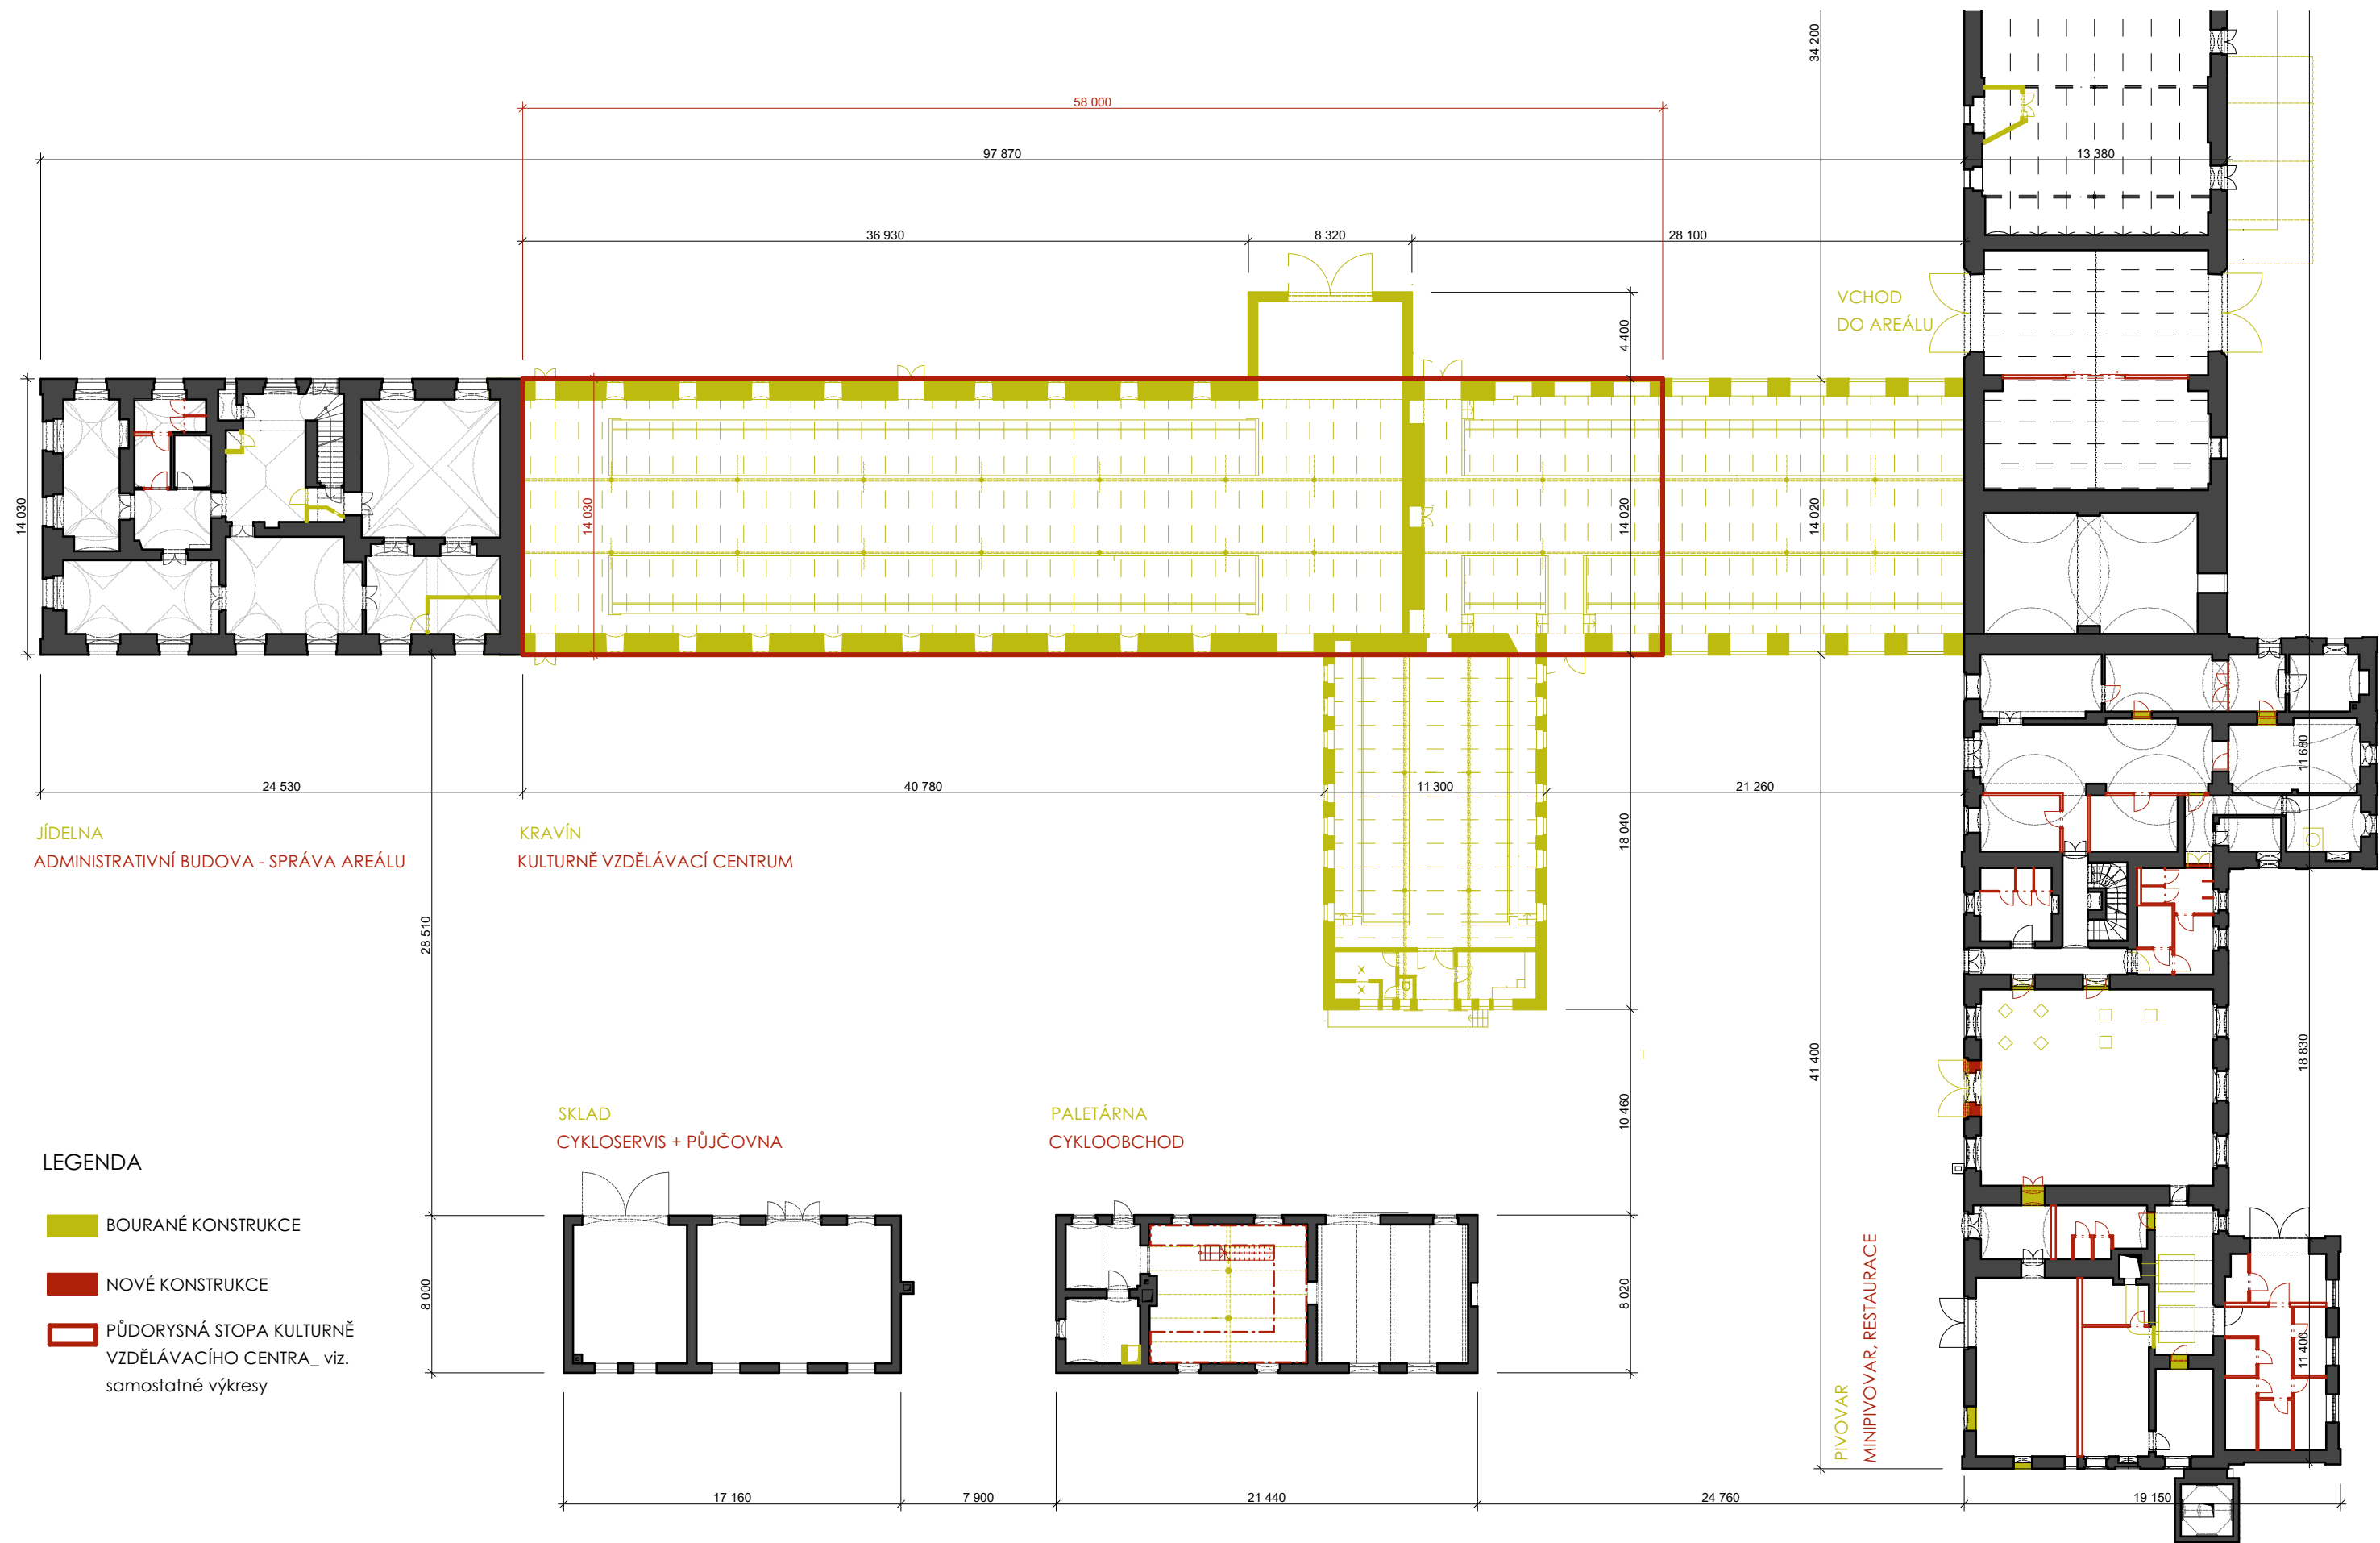 34 200
58 000
97 870
13 380
36 930
8 320
28 100
VCHOD
DO AREÁLU
4 400
14 030
14 030
14 020
14 020
24 530
40 780
11 300
21 260
11 680
JÍDELNA
ADMINISTRATIVNÍ BUDOVA - SPRÁVA AREÁLU
KRAVÍN
KULTURNĚ VZDĚLÁVACÍ CENTRUM
18 040
28 510
41 400
18 830
10 460
SKLAD
CYKLOSERVIS + PŮJČOVNA
PALETÁRNA
CYKLOOBCHOD
LEGENDA
BOURANÉ KONSTRUKCE
NOVÉ KONSTRUKCE
PŮDORYSNÁ STOPA KULTURNĚ
VZDĚLÁVACÍHO CENTRA_ viz.
samostatné výkresy
8 000
8 020
PIVOVAR
MINIPIVOVAR, RESTAURACE
11 400
17 160
7 900
21 440
24 760
19 150